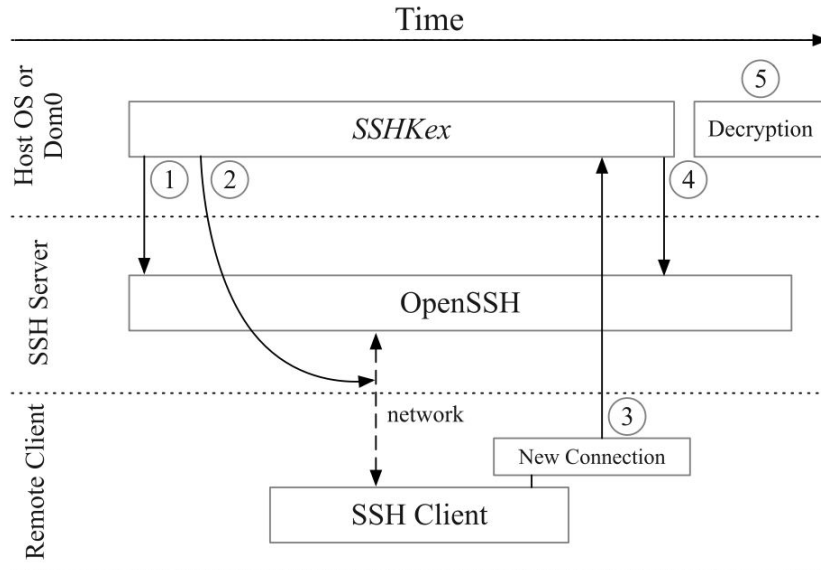 Time
Host OS or
Dom0
SSHKex
5
Decryption
1
2
4
SSH Server
OpenSSH
Remote Client
network
3
New Connection
SSH Client